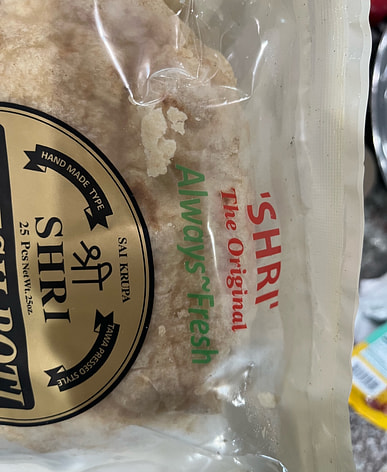 'SHRI'
The Original
Always~Fresh
SAI KRUPA
HAND MADE TYPE
श्री
SHRI
25 Pcs Net Wt. 25oz.
TAWA PRESSED STYLE